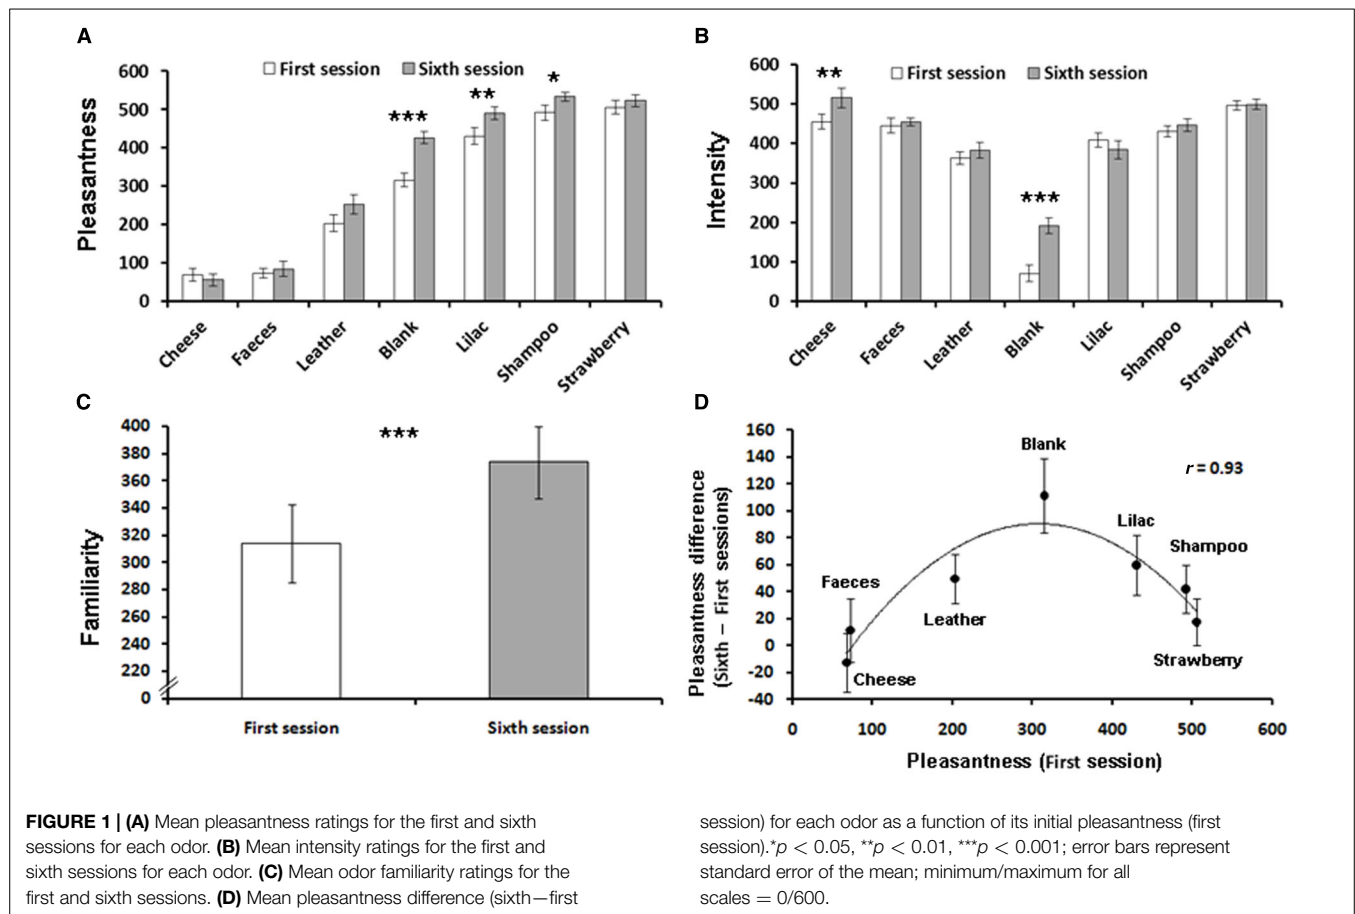 A
First session
Sixth session
Pleasantness
600
500
400
300
200
100
0
***
**
*
Cheese
Faeces
Leather
Blank
Lilac
Shampoo
Strawberry
B
First session
Sixth session
Intensity
600
500
400
300
200
100
0
**
***
Cheese
Faeces
Leather
Blank
Lilac
Shampoo
Strawberry
C
Familiarity
400
380
360
340
320
300
280
260
240
220
0
***
First session
Sixth session
D
Pleasantness difference
(Sixth – First sessions)
160
140
120
100
80
60
40
20
0
-20
-40
Blank
r = 0.93
Lilac
Shampoo
Faeces
Leather
Strawberry
Cheese
0
100
200
300
400
500
600
Pleasantness (First session)
FIGURE 1 | (A) Mean pleasantness ratings for the first and sixth
sessions for each odor. (B) Mean intensity ratings for the first and
sixth sessions for each odor. (C) Mean odor familiarity ratings for the
first and sixth sessions. (D) Mean pleasantness difference (sixth—first
session) for each odor as a function of its initial pleasantness (first
session).*p < 0.05, **p < 0.01, ***p < 0.001; error bars represent
standard error of the mean; minimum/maximum for all
scales = 0/600.